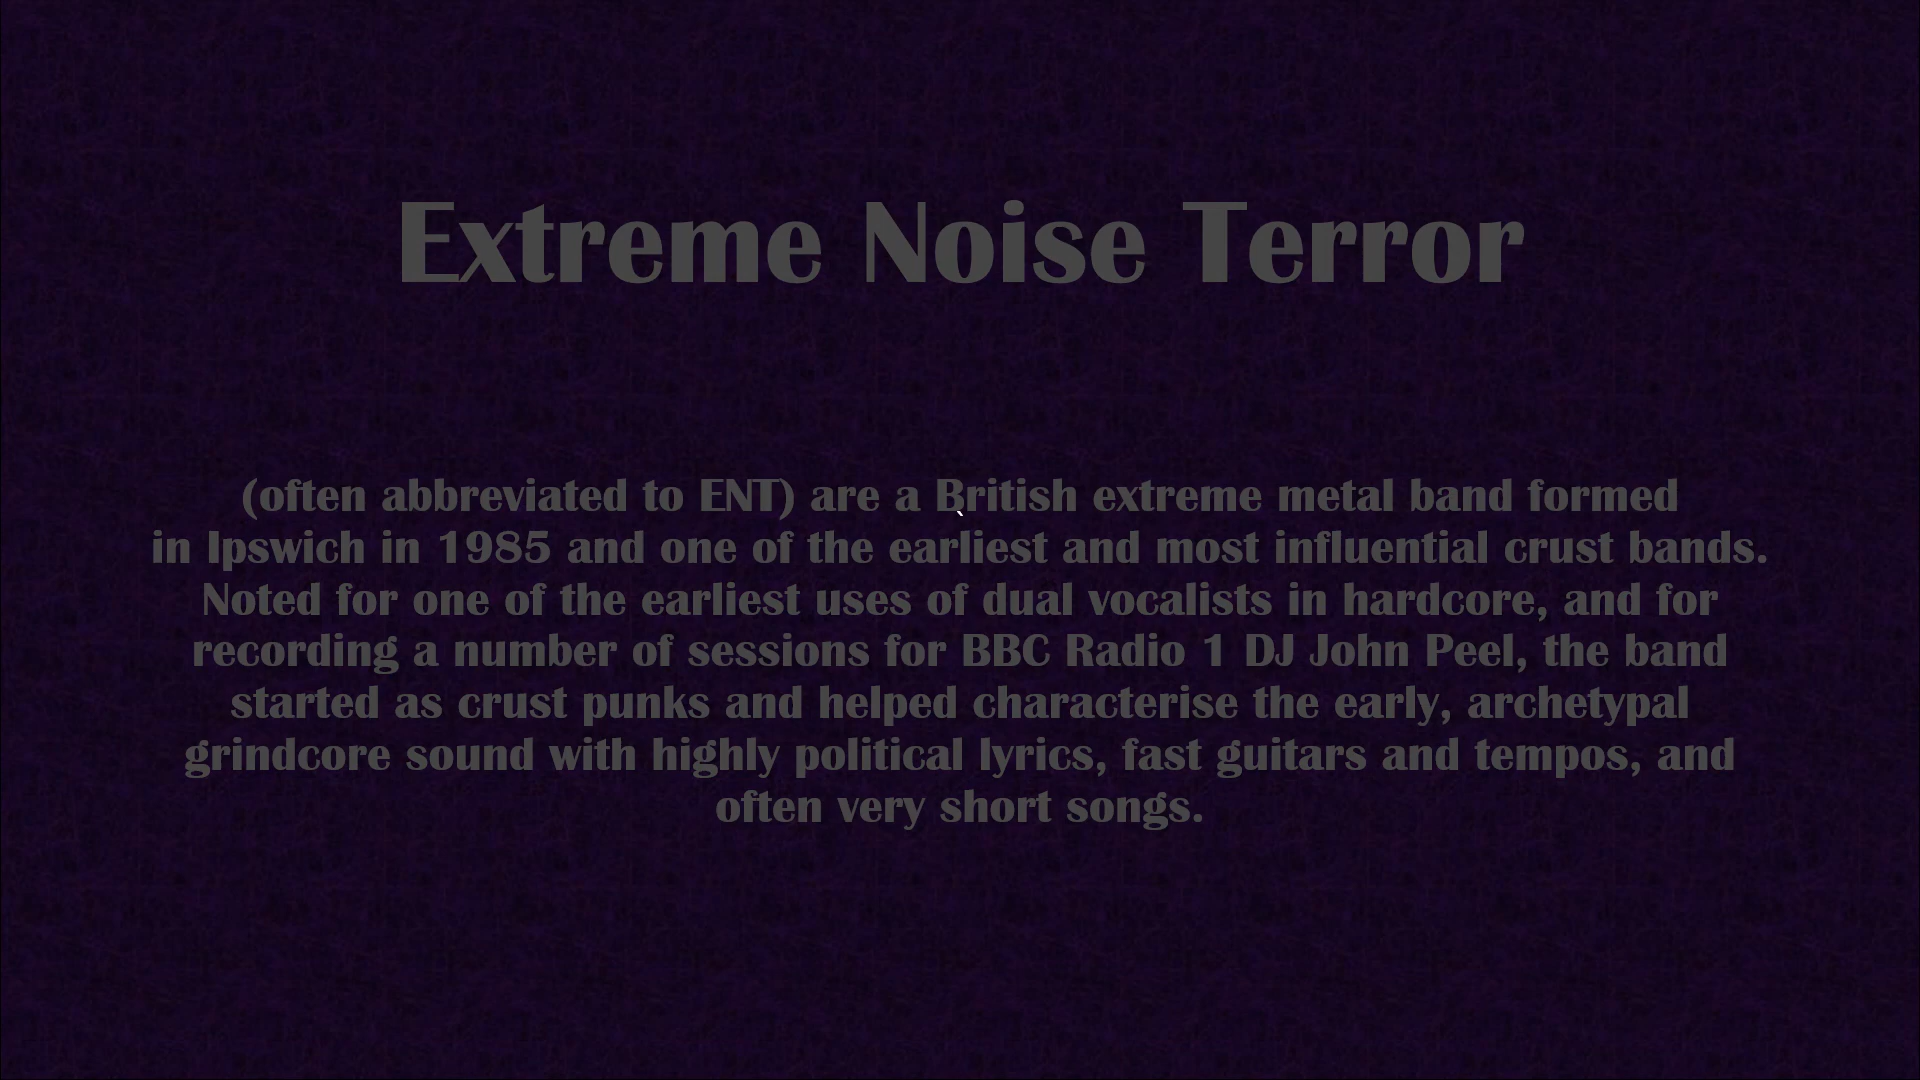 Extreme Noise Terror
(often abbreviated to ENT) are a British extreme metal band formed
in Ipswich in 1985 and one of the earliest and most influential crust bands.
Noted for one of the earliest uses of dual vocalists in hardcore, and for
recording a number of sessions for BBC Radio 1 DJ John Peel, the band
started as crust punks and helped characterise the early, archetypal
grindcore sound with highly political lyrics, fast guitars and tempos, and
often very short songs.